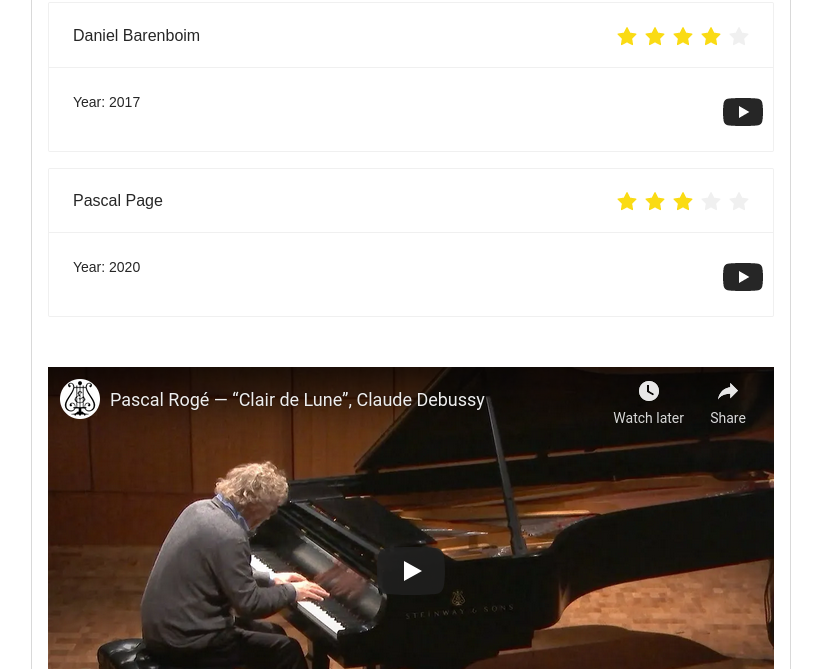 Daniel Barenboim
Year: 2017
Pascal Page
Year: 2020
Pascal Rogé — “Clair de Lune”, Claude Debussy
Watch later
Share
STEINWAY & SONS